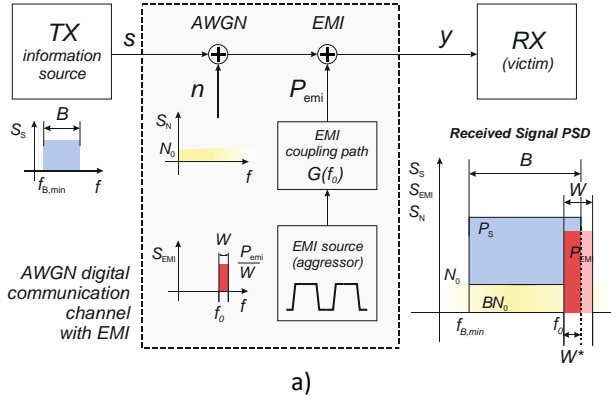 TX
information
source
s
AWGN
EMI
y
RX
(victim)
n
P_emi
B
S_S
f_B,min
f
S_N
N_0
f
EMI
coupling path
G(f_0)
W
S_EMI
P_emi
W
f_0
f
EMI source
(aggressor)
AWGN digital
communication
channel
with EMI
Received Signal PSD
B
S_S
S_EMI
S_N
W
P_S
P_EMI
N_0
BN_0
f_B,min
f_0
f
W*
a)